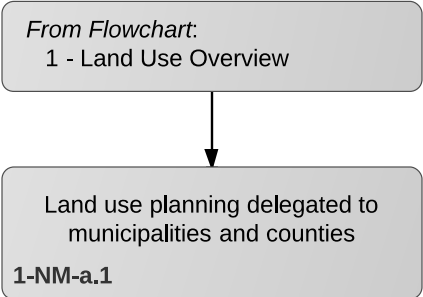 From Flowchart:
1 - Land Use Overview
Land use planning delegated to
municipalities and counties
1-NM-a.1